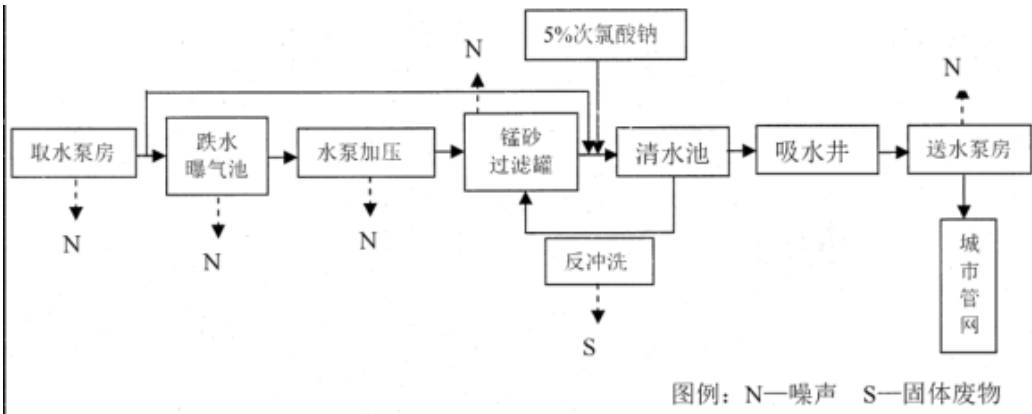 5%次氯酸钠
N
N
取水泵房
跌水
曝气池
水泵加压
锰砂
过滤罐
清水池
吸水井
送水泵房
N
N
N
反冲洗
S
城
市
管
网
图例：N—噪声 S—固体废物